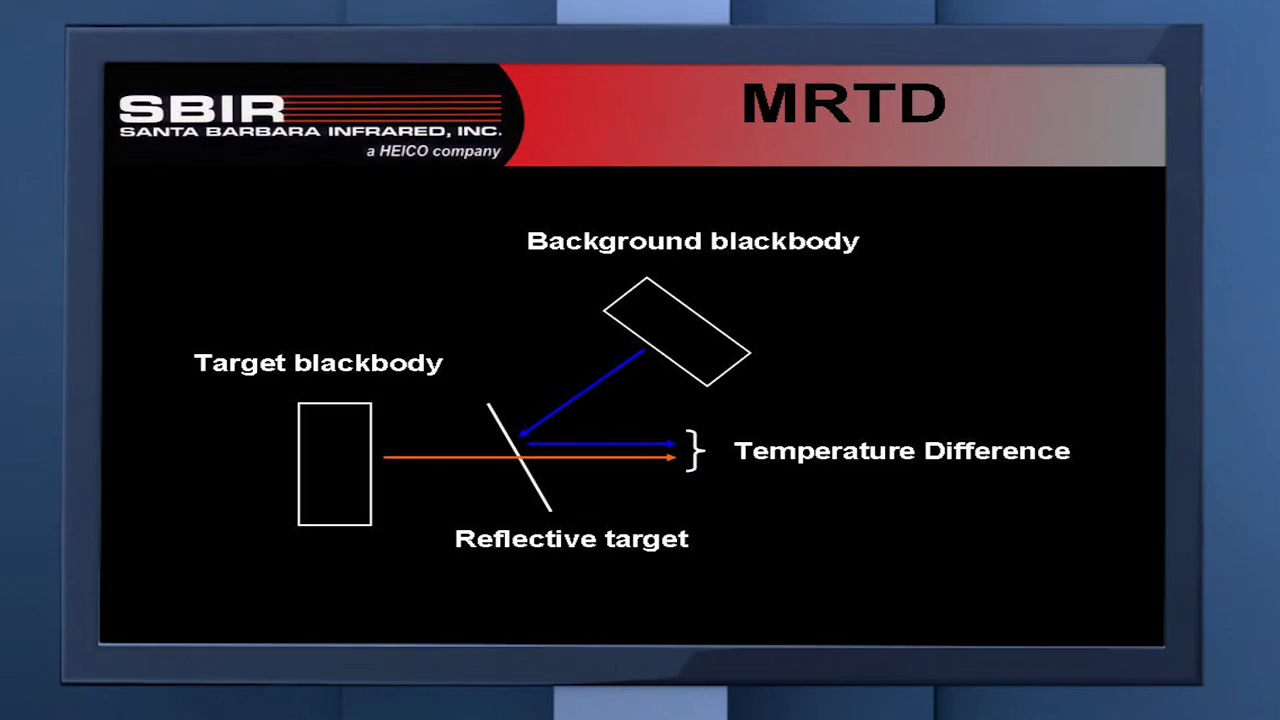 SBIR
SANTA BARBARA INFRARED, INC.
a HEICO company
MRTD
Background blackbody
Target blackbody
Temperature Difference
Reflective target